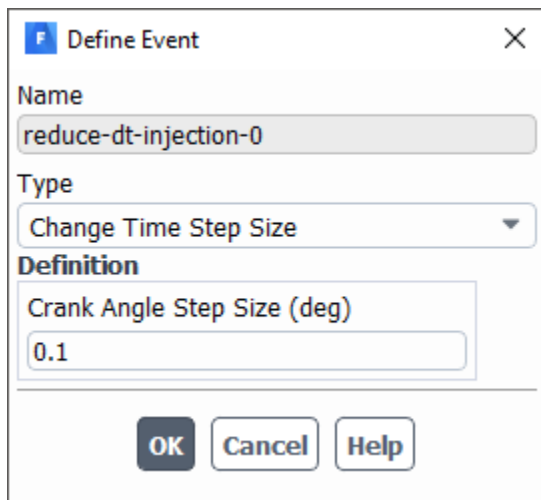 F Define Event
Name
reduce-dt-injection-0
Type
Change Time Step Size
Definition
Crank Angle Step Size (deg)
0.1
OK Cancel Help